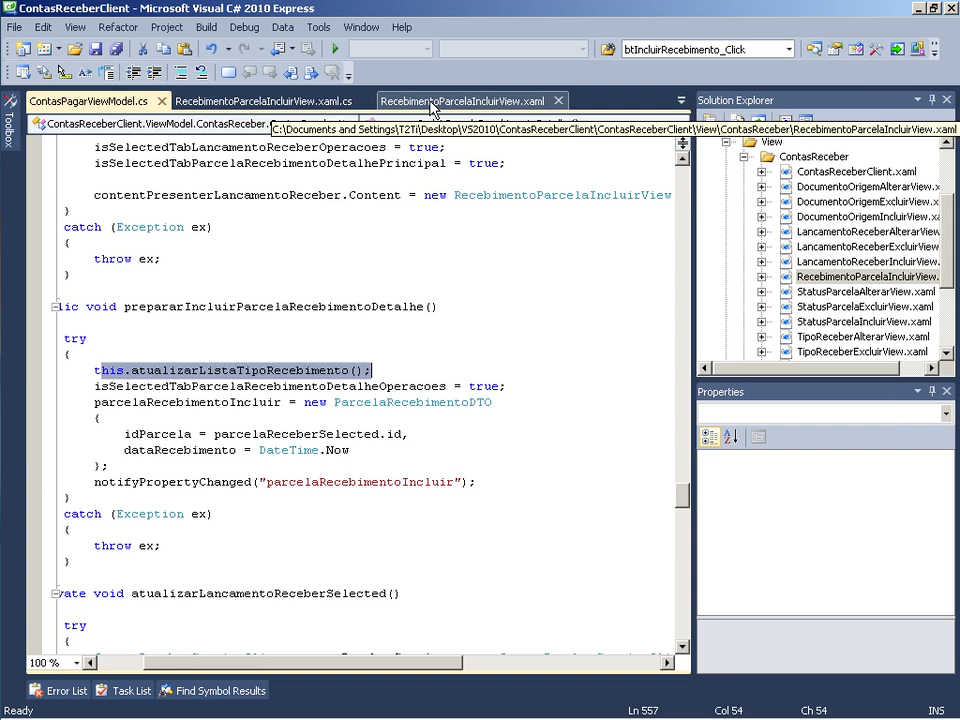 ContasReceberClient - Microsoft Visual C# 2010 Express
File Edit View Refactor Project Build Debug Data Tools Window Help
btIncluirRecebimento_Click
ContasPagarViewModel.cs RecebimentoParcelaIncluirView.xaml.cs RecebimentoParcelaIncluirView.xaml
Solution Explorer
ContasReceberClient.ViewModel.ContasReceber.
C:\Documents and Settings\T2Ti\Desktop\VS2010\ContasReceberClient\ContasReceberClient\View\ContasReceber\RecebimentoParcelaIncluirView.xaml
Toolbox
isSelectedTabLancamentoReceberOperacoes = true;
isSelectedTabParcelaRecebimentoDetalhePrincipal = true;
contentPresenterLancamentoReceber.Content = new RecebimentoParcelaIncluirView
}
catch (Exception ex)
{
throw ex;
}
lic void prepararIncluirParcelaRecebimentoDetalhe()
try
{
this.atualizarListaTipoRecebimento();
isSelectedTabParcelaRecebimentoDetalheOperacoes = true;
parcelaRecebimentoIncluir = new ParcelaRecebimentoDTO
{
idParcela = parcelaReceberSelected.id,
dataRecebimento = DateTime.Now
};
notifyPropertyChanged("parcelaRecebimentoIncluir");
}
catch (Exception ex)
{
throw ex;
}
vate void atualizarLancamentoReceberSelected()
try
{
100 %
View
ContasReceber
ContasReceberClient.xaml
DocumentoOrigemAlterarView.x
DocumentoOrigemExcluirView.x
DocumentoOrigemIncluirView.xa
LancamentoReceberAlterarView
LancamentoReceberExcluirView
LancamentoReceberIncluirView.
RecebimentoParcelaIncluirView.
StatusParcelaAlterarView.xaml
StatusParcelaExcluirView.xaml
StatusParcelaIncluirView.xaml
TipoReceberAlterarView.xaml
TipoReceberExcluirView.xaml
Properties
Error List Task List Find Symbol Results
Ready Ln 557 Col 54 Ch 54 INS